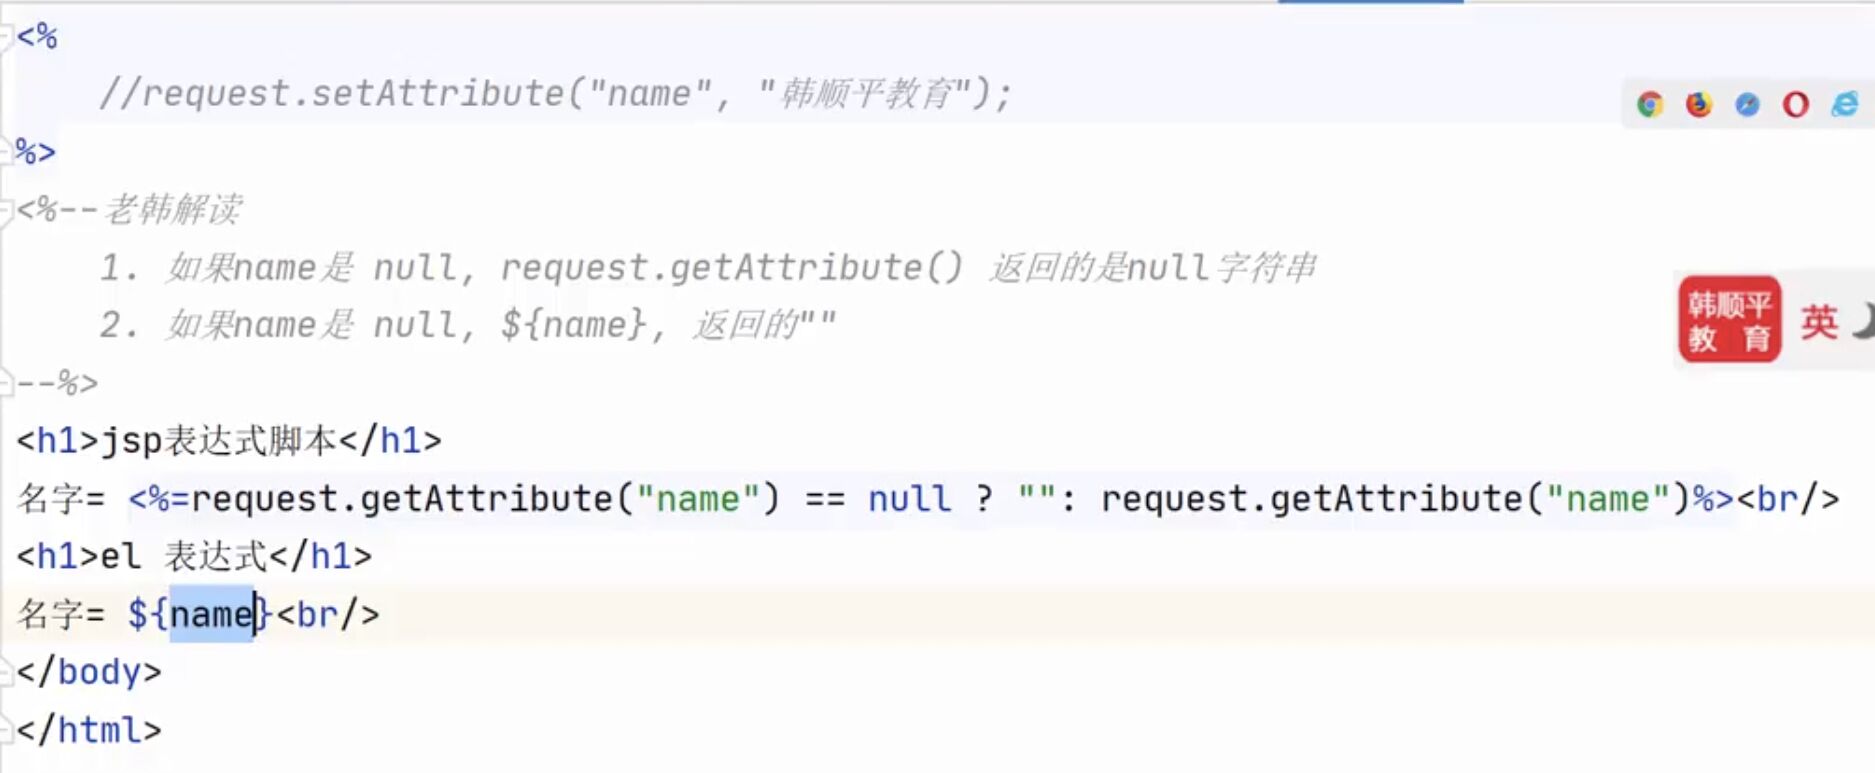 <%
//request.setAttribute("name", "韩顺平教育");
%>
<%--老韩解读
1. 如果name是 null, request.getAttribute() 返回的是null字符串
2. 如果name是 null, ${name}, 返回的""
--%>
<h1>jsp表达式脚本</h1>
名字= <%=request.getAttribute("name") == null ? "": request.getAttribute("name")%><br/>
<h1>el 表达式</h1>
名字= ${name}<br/>
</body>
</html>
韩顺平
教 育
英